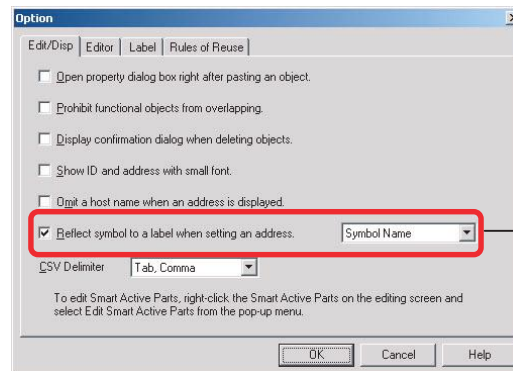 Option
Edit/Disp Editor Label Rules of Reuse
Open property dialog box right after pasting an object.
Prohibit functional objects from overlapping.
Display confirmation dialog when deleting objects.
Show ID and address with small font.
Omit a host name when an address is displayed.
Reflect symbol to a label when setting an address. Symbol Name
CSV Delimiter Tab, Comma
To edit Smart Active Parts, right-click the Smart Active Parts on the editing screen and
select Edit Smart Active Parts from the pop-up menu.
OK Cancel Help